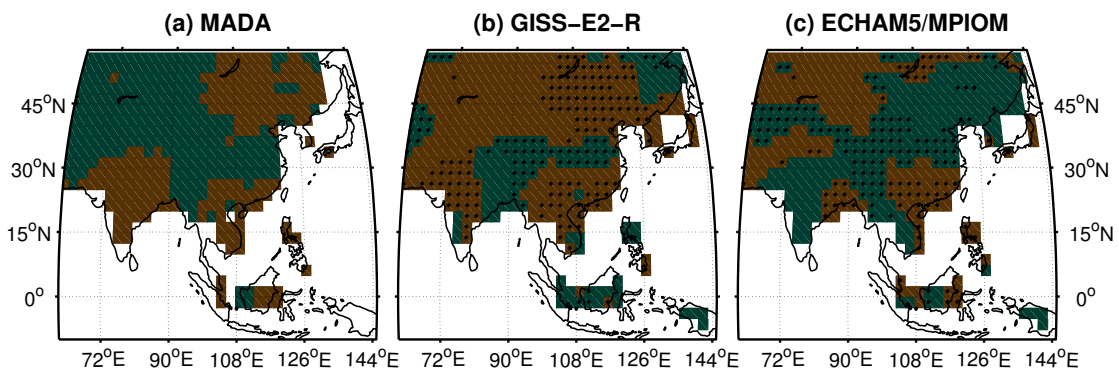 (a) MADA (b) GISS−E2−R (c) ECHAM5/MPIOM
45°N 45°N
30°N 30°N
15°N 15°N
0° 0°
72°E 90°E 108°E 126°E 144°E 72°E 90°E 108°E 126°E 144°E 72°E 90°E 108°E 126°E 144°E